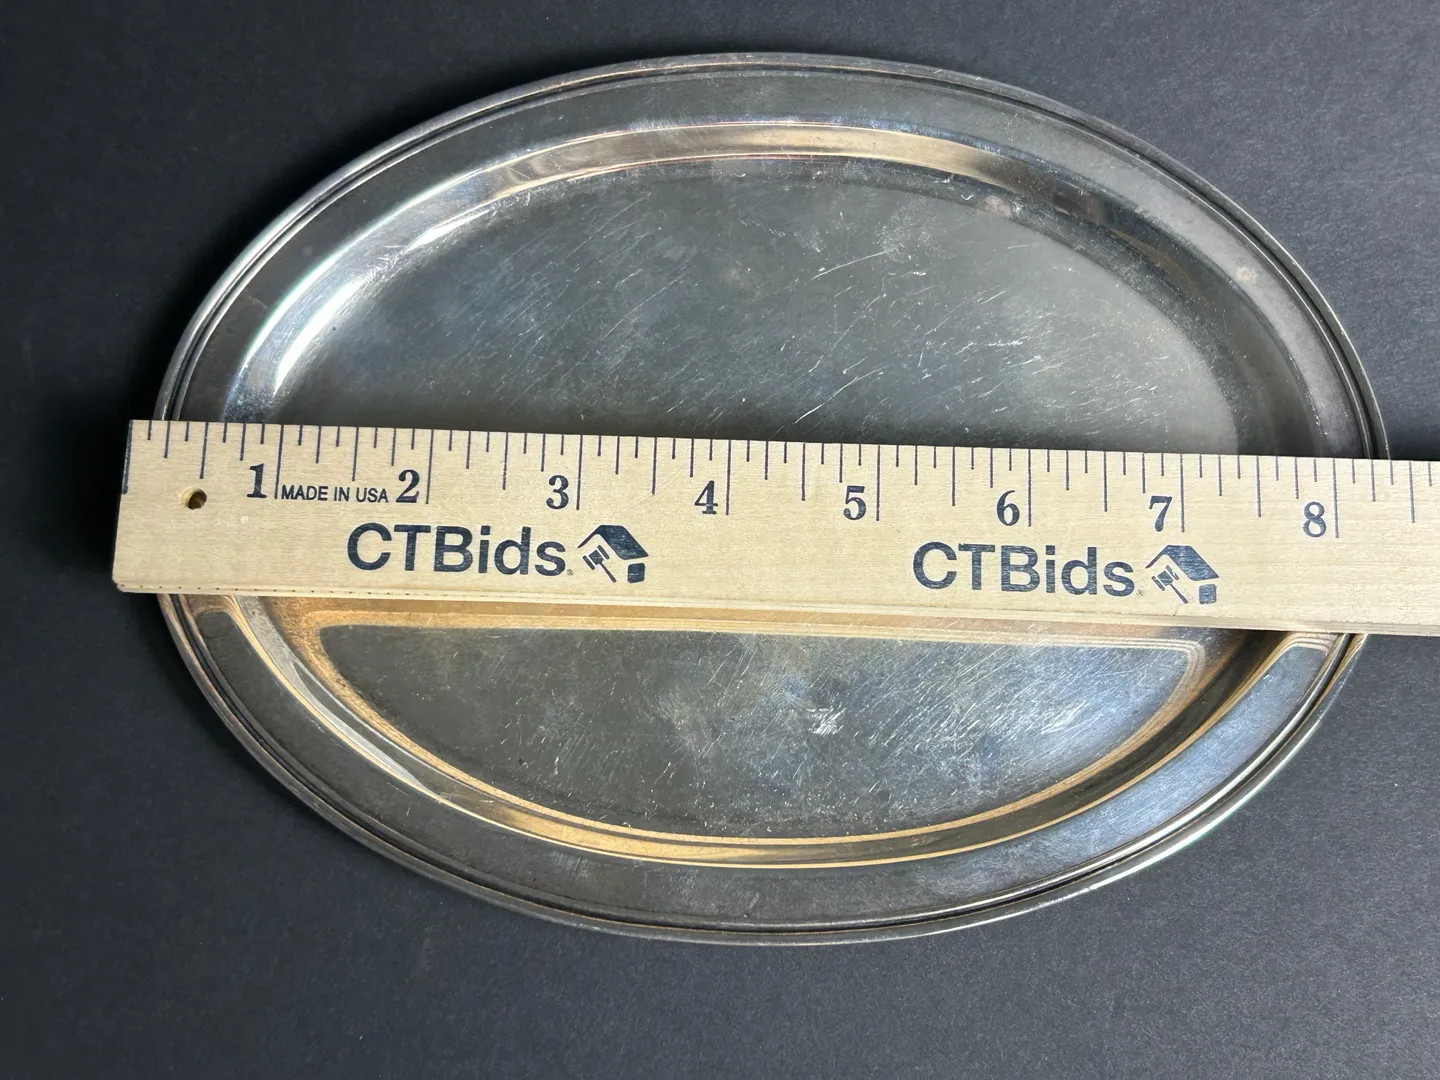 1 2 3 4 5 6 7 8
MADE IN USA
CTBids. CTBids